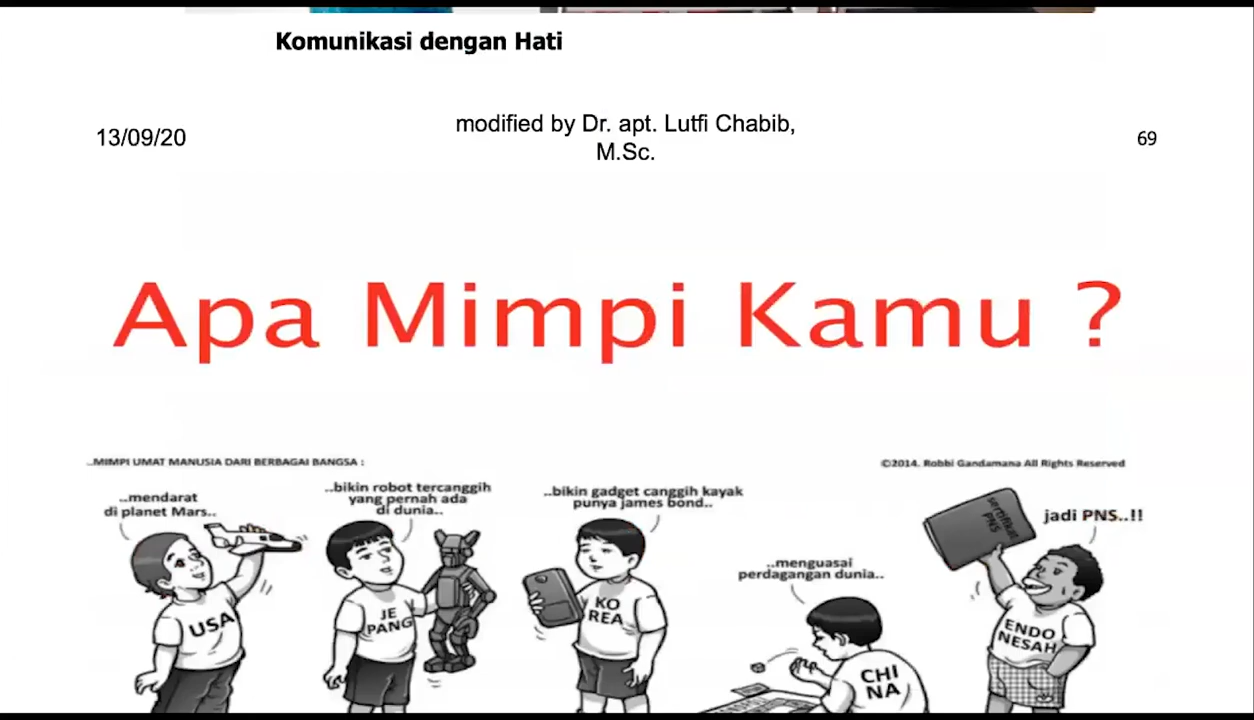 Komunikasi dengan Hati
13/09/20
modified by Dr. apt. Lutfi Chabib,
M.Sc.
69
Apa Mimpi Kamu ?
..MIMPI UMAT MANUSIA DARI BERBAGAI BANGSA :
©2014. Robbi Gandamana All Rights Reserved
..mendarat
di planet Mars..
..bikin robot tercanggih
yang pernah ada
di dunia..
..bikin gadget canggih kayak
punya james bond..
..menguasai
perdagangan dunia..
jadi PNS..!!
sertifikat
PNS
USA
JE
PANG
KO
REA
CHI
NA
ENDO
NESAH